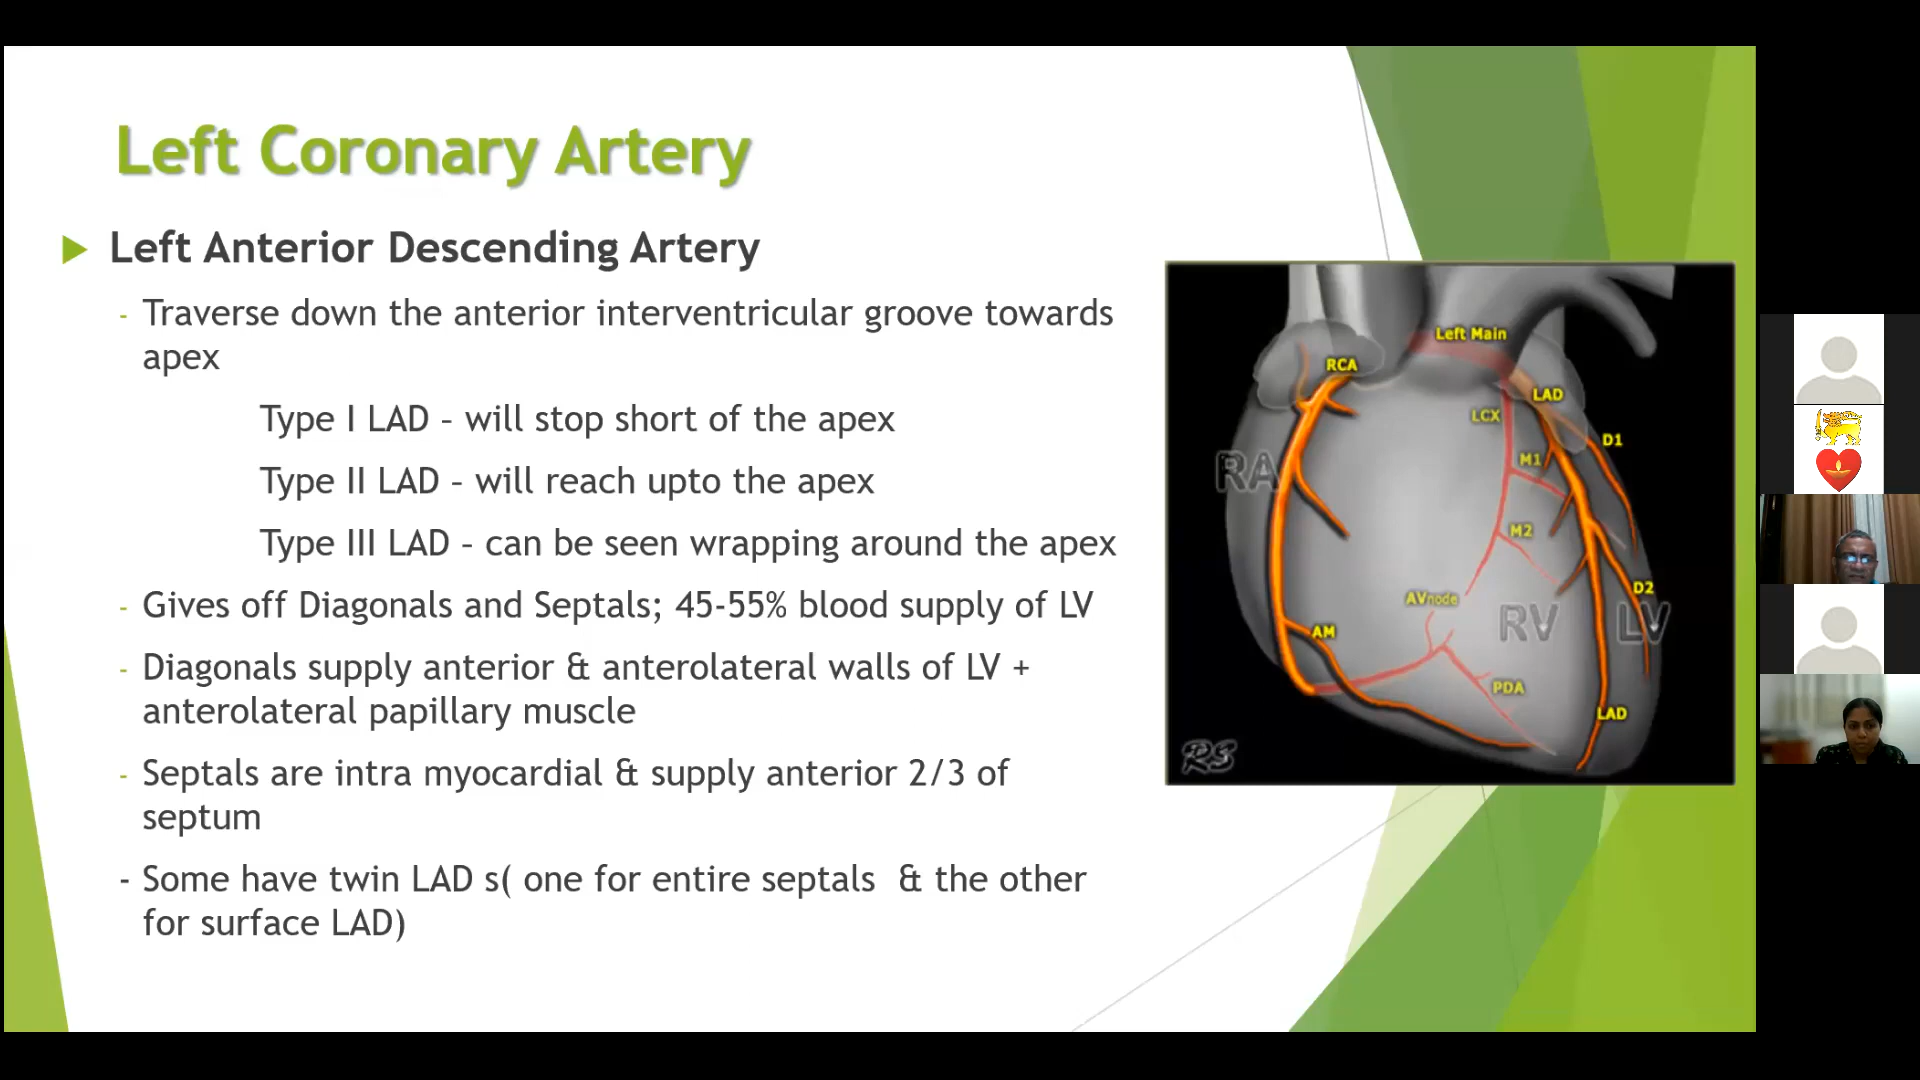 Left Coronary Artery
Left Anterior Descending Artery
- Traverse down the anterior interventricular groove towards
apex
Type I LAD – will stop short of the apex
Type II LAD – will reach upto the apex
Type III LAD – can be seen wrapping around the apex
- Gives off Diagonals and Septals; 45-55% blood supply of LV
- Diagonals supply anterior & anterolateral walls of LV +
anterolateral papillary muscle
- Septals are intra myocardial & supply anterior 2/3 of
septum
- Some have twin LAD s( one for entire septals & the other
for surface LAD)
Left Main
RCA
LAD
LCX
D1
M1
RA
M2
D2
AVnode
RV
LV
AM
PDA
LAD
RS